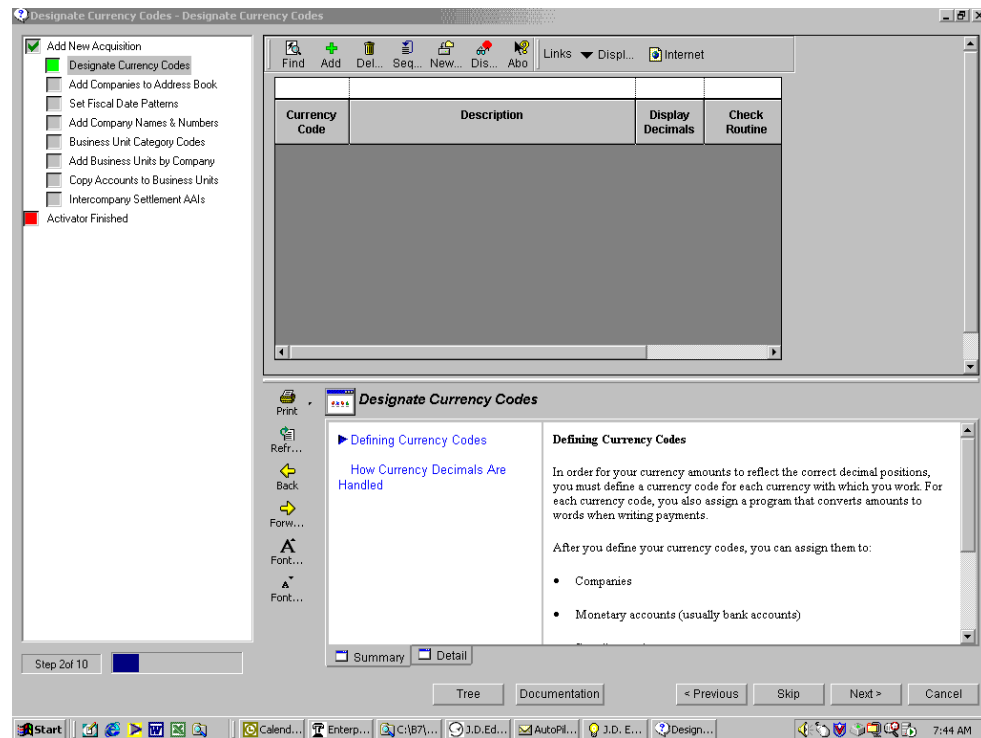 Designate Currency Codes - Designate Currency Codes
Add New Acquisition
Designate Currency Codes
Add Companies to Address Book
Set Fiscal Date Patterns
Add Company Names & Numbers
Business Unit Category Codes
Add Business Units by Company
Copy Accounts to Business Units
Intercompany Settlement AAIs
Activator Finished
Find Add Del... Seq... New... Dis... Abo Links Displ... Internet
Currency Code
Description
Display Decimals
Check Routine
Print
Refr...
Back
Forw...
Font...
Font...
Designate Currency Codes
Defining Currency Codes
How Currency Decimals Are
Handled
Defining Currency Codes
In order for your currency amounts to reflect the correct decimal positions,
you must define a currency code for each currency with which you work. For
each currency code, you also assign a program that converts amounts to
words when writing payments.
After you define your currency codes, you can assign them to:
• Companies
• Monetary accounts (usually bank accounts)
Summary Detail
Step 2of 10
Tree Documentation < Previous Skip Next > Cancel
Start Calend... Enterp... C:\B7\... J.D.Ed... AutoPil... J.D. E... Design... 7:44 AM